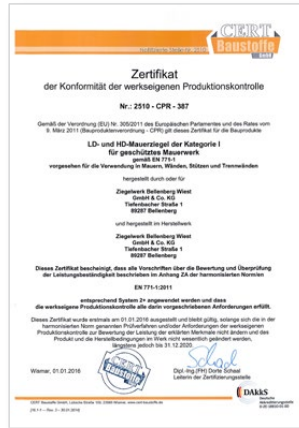 CERT
Baustoffe
GmbH
Zertifikat
der Konformität der werkseigenen Produktionskontrolle
Nr.: 2510 - CPR - 387
Gemäß der Verordnung (EU) Nr. 305/2011 des Europäischen Parlamentes und des Rates vom
9. März 2011 (Bauproduktenverordnung - CPR) gilt dieses Zertifikat für die Bauprodukte
LD- und HD-Mauerziegel der Kategorie I
für geschütztes Mauerwerk
gemäß EN 771-1
vorgesehen für die Verwendung in Mauern, Wänden, Stützen und Trennwänden
hergestellt durch oder für
Ziegelwerk Bellenberg Wiest
GmbH & Co. KG
Tiefenbacher Straße 1
89287 Bellenberg
und hergestellt im Herstellwerk
Ziegelwerk Bellenberg Wiest
GmbH & Co. KG
Tiefenbacher Straße 1
89287 Bellenberg
Dieses Zertifikat bescheinigt, dass alle Vorschriften über die Bewertung und Überprüfung
der Leistungsbeständigkeit beschrieben im Anhang ZA der harmonisierten Norm/en
EN 771-1:2011
entsprechend System 2+ angewendet werden und dass
die werkseigene Produktionskontrolle alle darin vorgeschriebenen Anforderungen erfüllt.
Dieses Zertifikat wurde erstmals am 01.01.2016 ausgestellt und bleibt gültig, solange sich die in der
harmonisierten Norm genannten Prüfverfahren und/oder Anforderungen der werkseigenen
Produktionskontrolle zur Bewertung der Leistung der erklärten Merkmale nicht ändern und das
Produkt und die Herstellbedingungen im Werk nicht wesentlich geändert werden,
längstens jedoch bis 31.12.2020.
Wismar, 01.01.2016
Dipl.-Ing.(FH) Dörte Schaal
Leiterin der Zertifizierungsstelle
CERT
Baustoffe
DAkkS
Deutsche
Akkreditierungsstelle